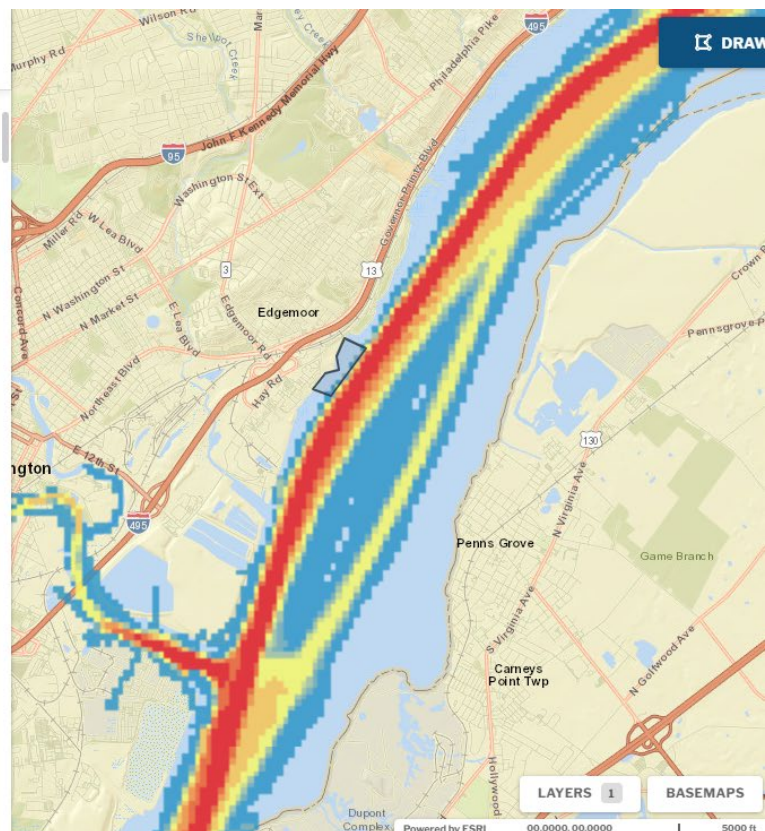 Wilson Rd
Murphy Rd
Shellpot
Creek
Philadelphia Pike
495
DRAW
John F Kennedy Memorial Hwy
95
Washington St Ext
Governor Printz Blvd
Miller Rd
W Lea Blvd
3
13
Crown
N Washington St
N Market St
Concord Ave
E Lea Blvd
Edgemoor Rd
Edgemoor
Pennsgrove
Hay Rd
Northeast Blvd
130
E 12th St
ngton
N Virginia Ave
495
Penns Grove
Game Branch
S Virginia Ave
N Golfwood Ave
Carneys
Point Twp
Hollywood
LAYERS 1
BASEMAPS
Dupont
Complex
Powered by ESRI
00.0000, 00.0000
5000 ft